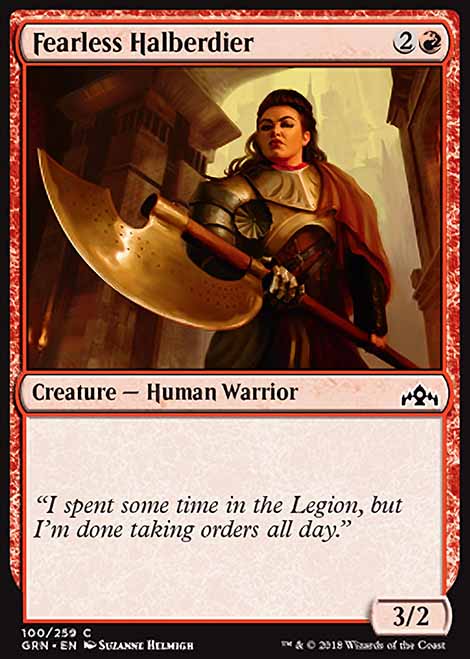 Fearless Halberdier 2
Creature — Human Warrior
“I spent some time in the Legion, but
I’m done taking orders all day.”
3/2
100/259 C
GRN • EN Suzanne Helmigh
™ & © 2018 Wizards of the Coast